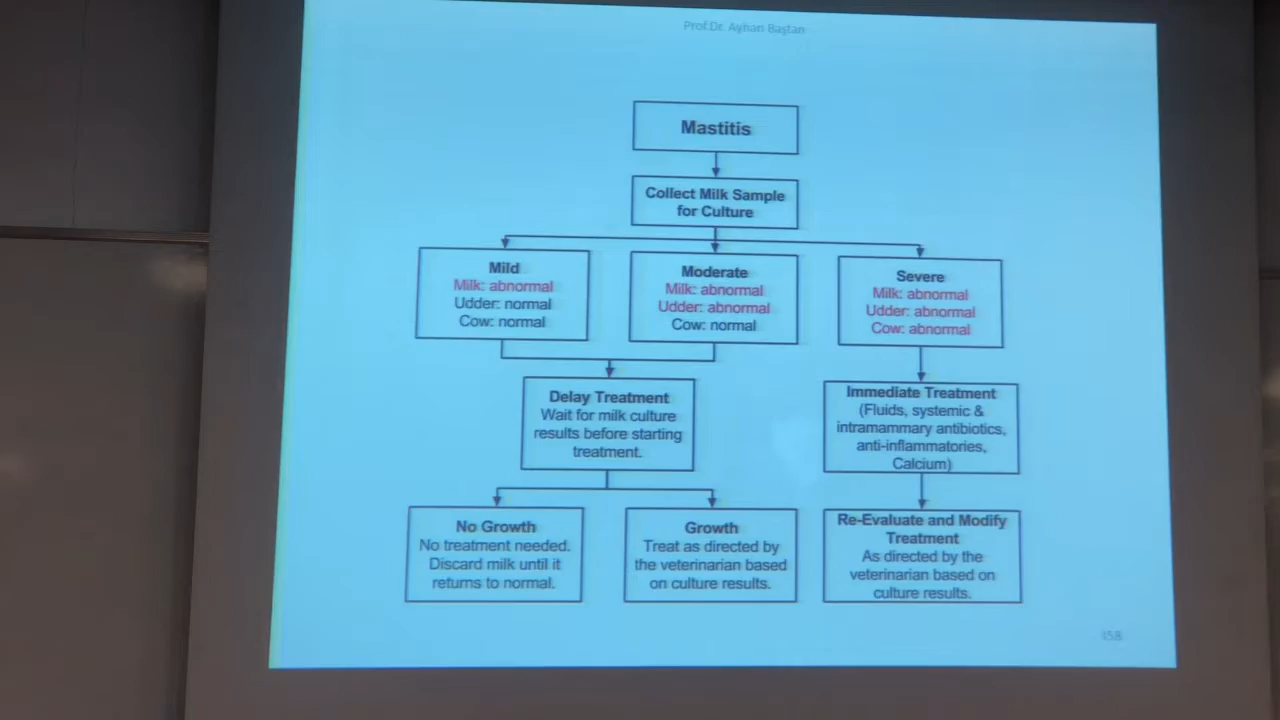 Prof.Dr. Ayhan Baştan
Mastitis
Collect Milk Sample
for Culture
Mild
Milk: abnormal
Udder: normal
Cow: normal
Moderate
Milk: abnormal
Udder: abnormal
Cow: normal
Severe
Milk: abnormal
Udder: abnormal
Cow: abnormal
Delay Treatment
Wait for milk culture
results before starting
treatment.
Immediate Treatment
(Fluids, systemic &
intramammary antibiotics,
anti-inflammatories,
Calcium)
No Growth
No treatment needed.
Discard milk until it
returns to normal.
Growth
Treat as directed by
the veterinarian based
on culture results.
Re-Evaluate and Modify
Treatment
As directed by the
veterinarian based on
culture results.
158